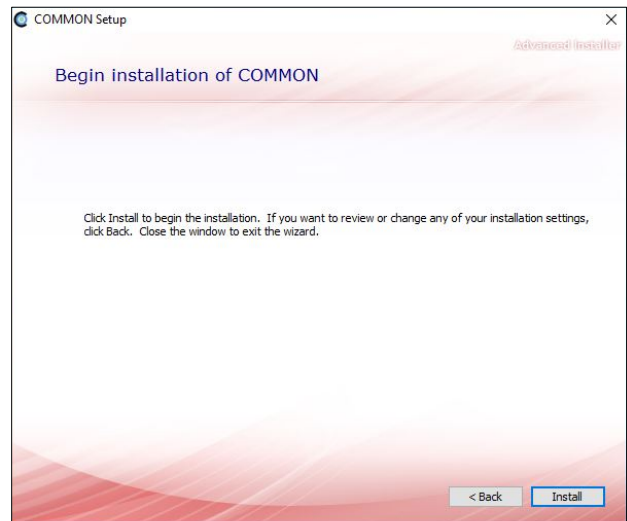 COMMON Setup
Advanced Installer
Begin installation of COMMON
Click Install to begin the installation. If you want to review or change any of your installation settings,
click Back. Close the window to exit the wizard.
< Back Install